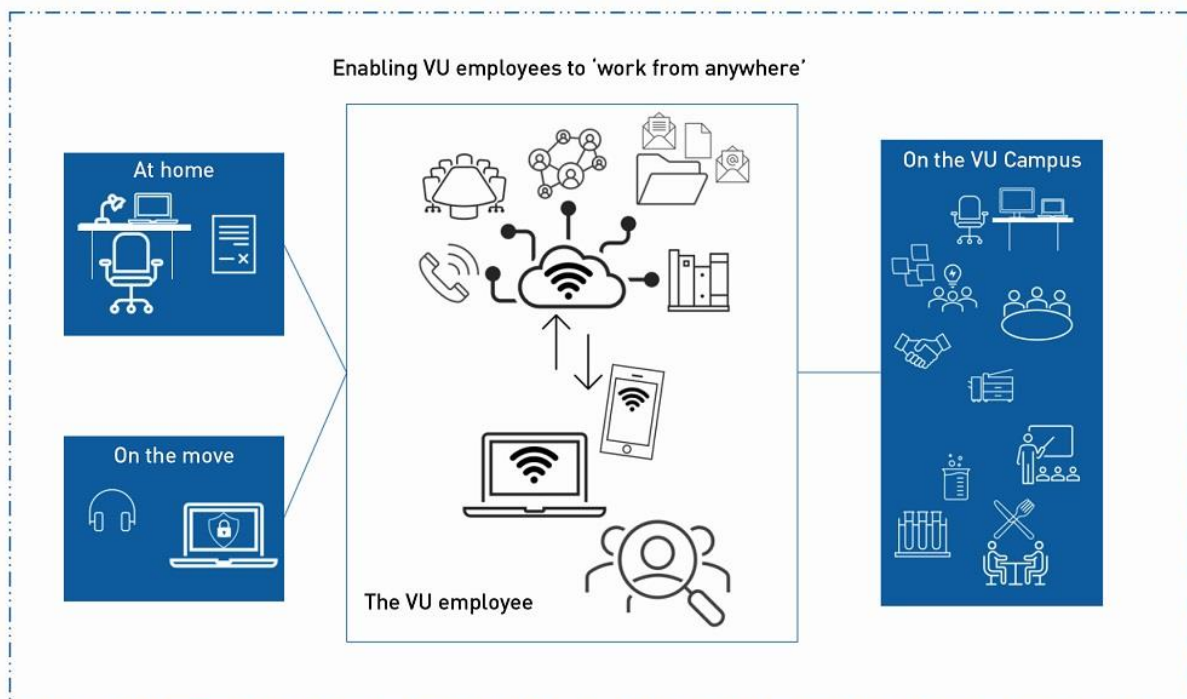 Enabling VU employees to ‘work from anywhere’
At home
On the move
The VU employee
On the VU Campus